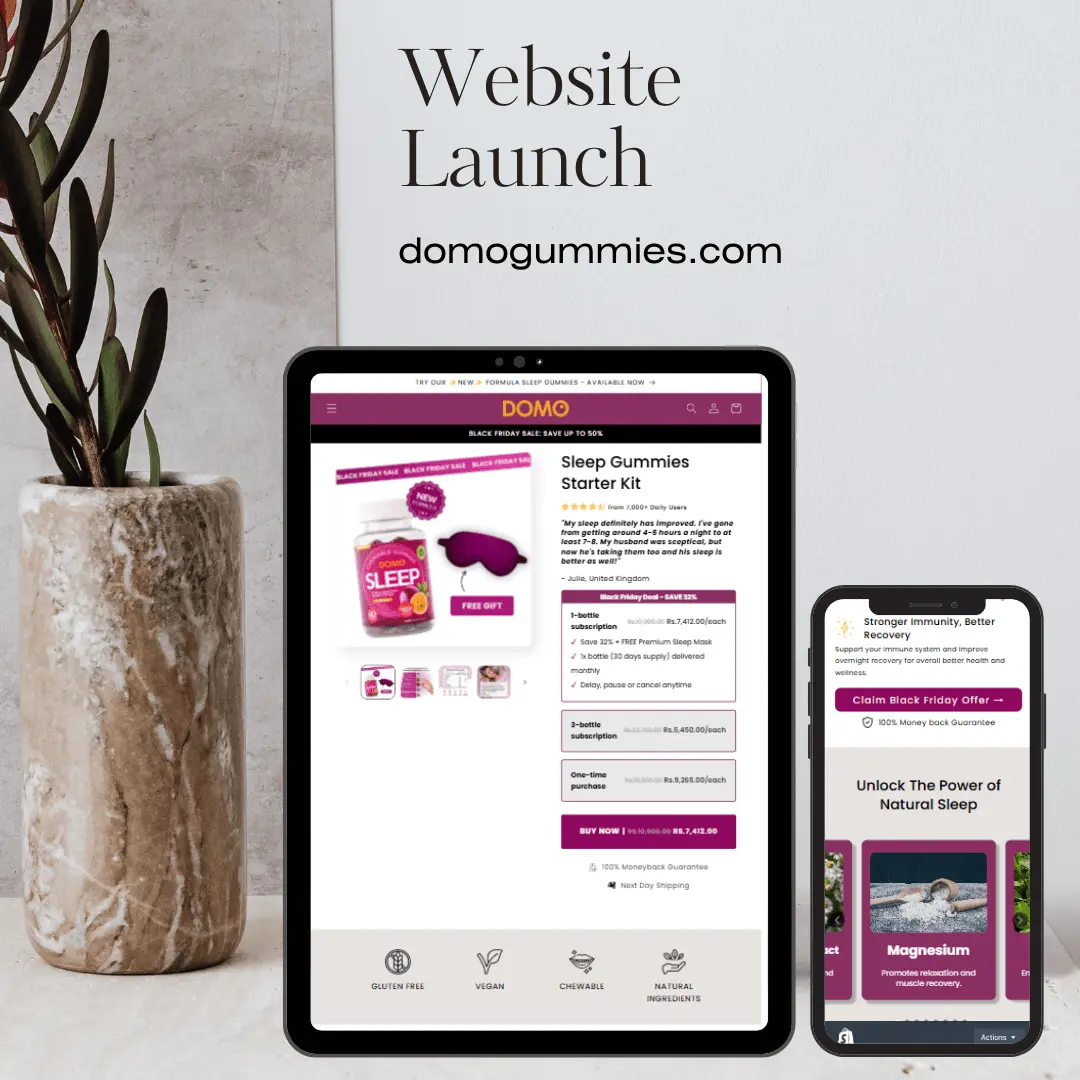 Website
Launch
domogummies.com
TRY OUR ✨NEW✨ FORMULA SLEEP GUMMIES - AVAILABLE NOW →
DOMO
BLACK FRIDAY SALE: SAVE UP TO 50%
BLACK FRIDAY SALE BLACK FRIDAY SALE BLACK FRIDAY SAL
NEW
FORMULA
DOMO
SLEEP
60
FREE GIFT
Sleep Gummies
Starter Kit
from 7,000+ Daily Users
"My sleep definitely has improved. I've gone
from getting around 4-5 hours a night to at
least 7-8. My husband was sceptical, but
now he's taking them too and his sleep is
better as well!"
- Julie, United Kingdom
Black Friday Deal - SAVE 32%
1-bottle
subscription Rs.10,900.00 Rs.7,412.00/each
✓ Save 32% + FREE Premium Sleep Mask
✓ 1x bottle (30 days supply) delivered
monthly
✓ Delay, pause or cancel anytime
3-bottle
subscription Rs.5,450.00/each
One-time
purchase Rs.10,900.00 Rs.9,265.00/each
BUY NOW | RS.10,900.00 RS.7,412.00
100% Moneyback Guarantee
Next Day Shipping
GLUTEN FREE
VEGAN
CHEWABLE
NATURAL
INGREDIENTS
Stronger Immunity, Better
Recovery
Support your immune system and improve
overnight recovery for overall better health and
wellness.
Claim Black Friday Offer →
100% Money back Guarantee
Unlock The Power of
Natural Sleep
act
nd
Magnesium
Promotes relaxation and
muscle recovery.
En
Actions